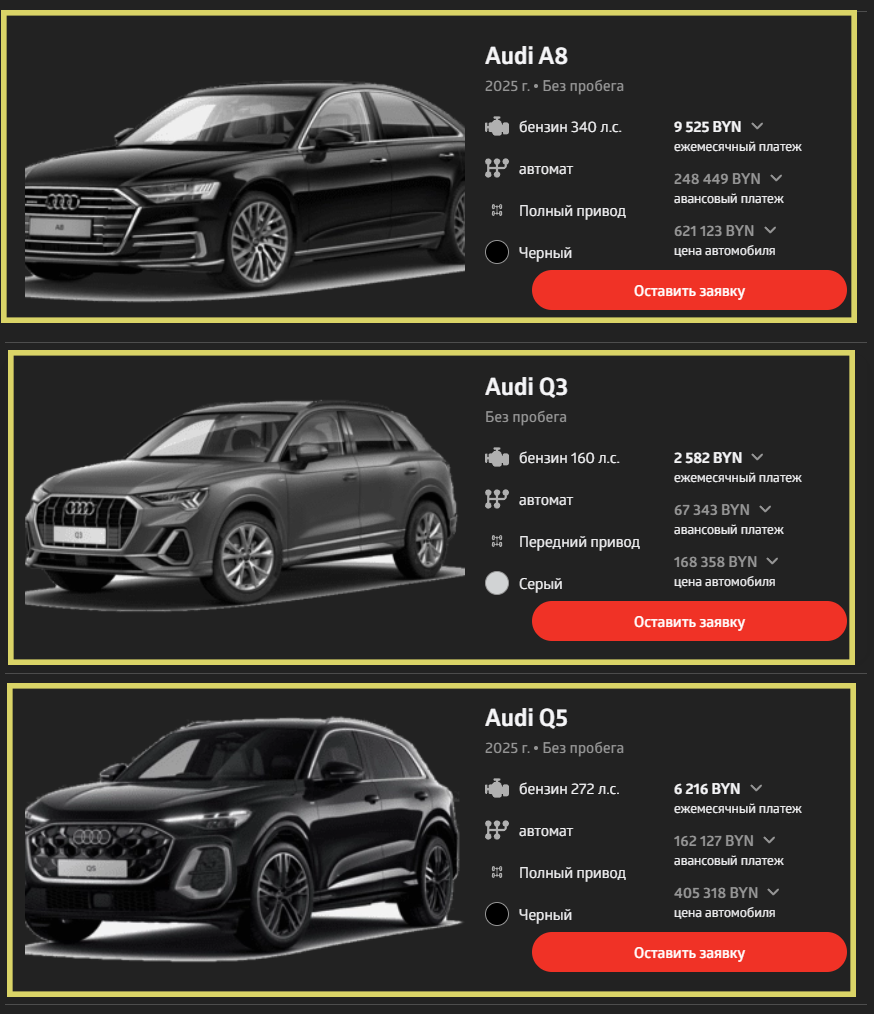 Audi A8
2025 г. • Без пробега
бензин 340 л.с.
9 525 BYN
ежемесячный платеж
автомат
248 449 BYN
авансовый платеж
Полный привод
621 123 BYN
цена автомобиля
Черный
Оставить заявку
A8
Audi Q3
Без пробега
бензин 160 л.с.
2 582 BYN
ежемесячный платеж
автомат
67 343 BYN
авансовый платеж
Передний привод
168 358 BYN
цена автомобиля
Серый
Оставить заявку
Q3
Audi Q5
2025 г. • Без пробега
бензин 272 л.с.
6 216 BYN
ежемесячный платеж
автомат
162 127 BYN
авансовый платеж
Полный привод
405 318 BYN
цена автомобиля
Черный
Оставить заявку
Q5